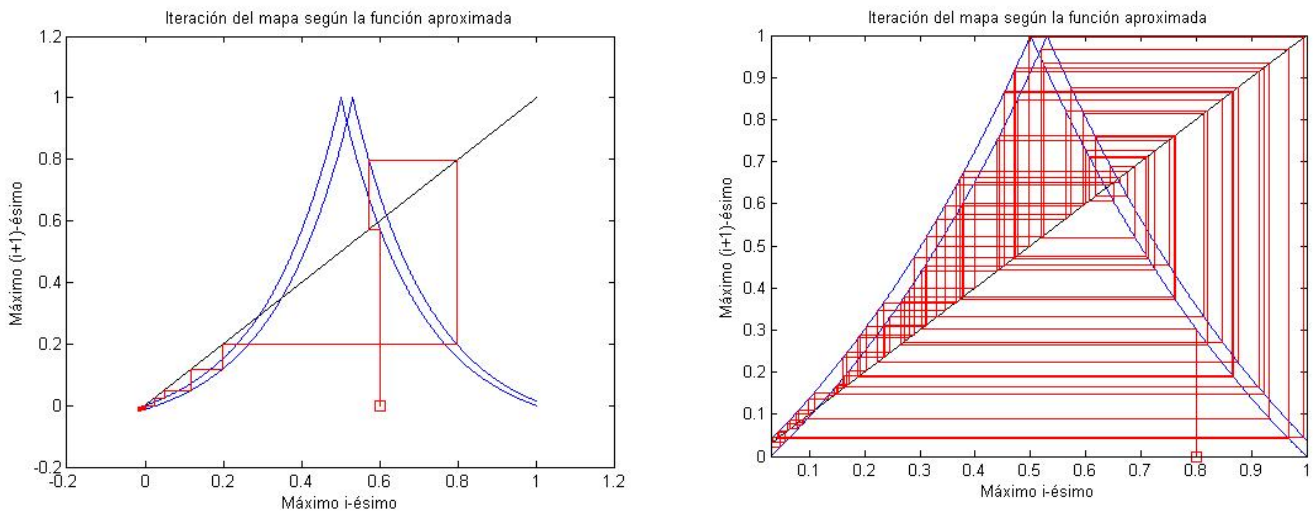 Iteración del mapa según la función aproximada
1.2
1
0.8
0.6
0.4
0.2
0
-0.2
-0.2 0 0.2 0.4 0.6 0.8 1 1.2
Máximo (i+1)-ésimo
Máximo i-ésimo
Iteración del mapa según la función aproximada
1
0.9
0.8
0.7
0.6
0.5
0.4
0.3
0.2
0.1
0
0.1 0.2 0.3 0.4 0.5 0.6 0.7 0.8 0.9 1
Máximo (i+1)-ésimo
Máximo i-ésimo